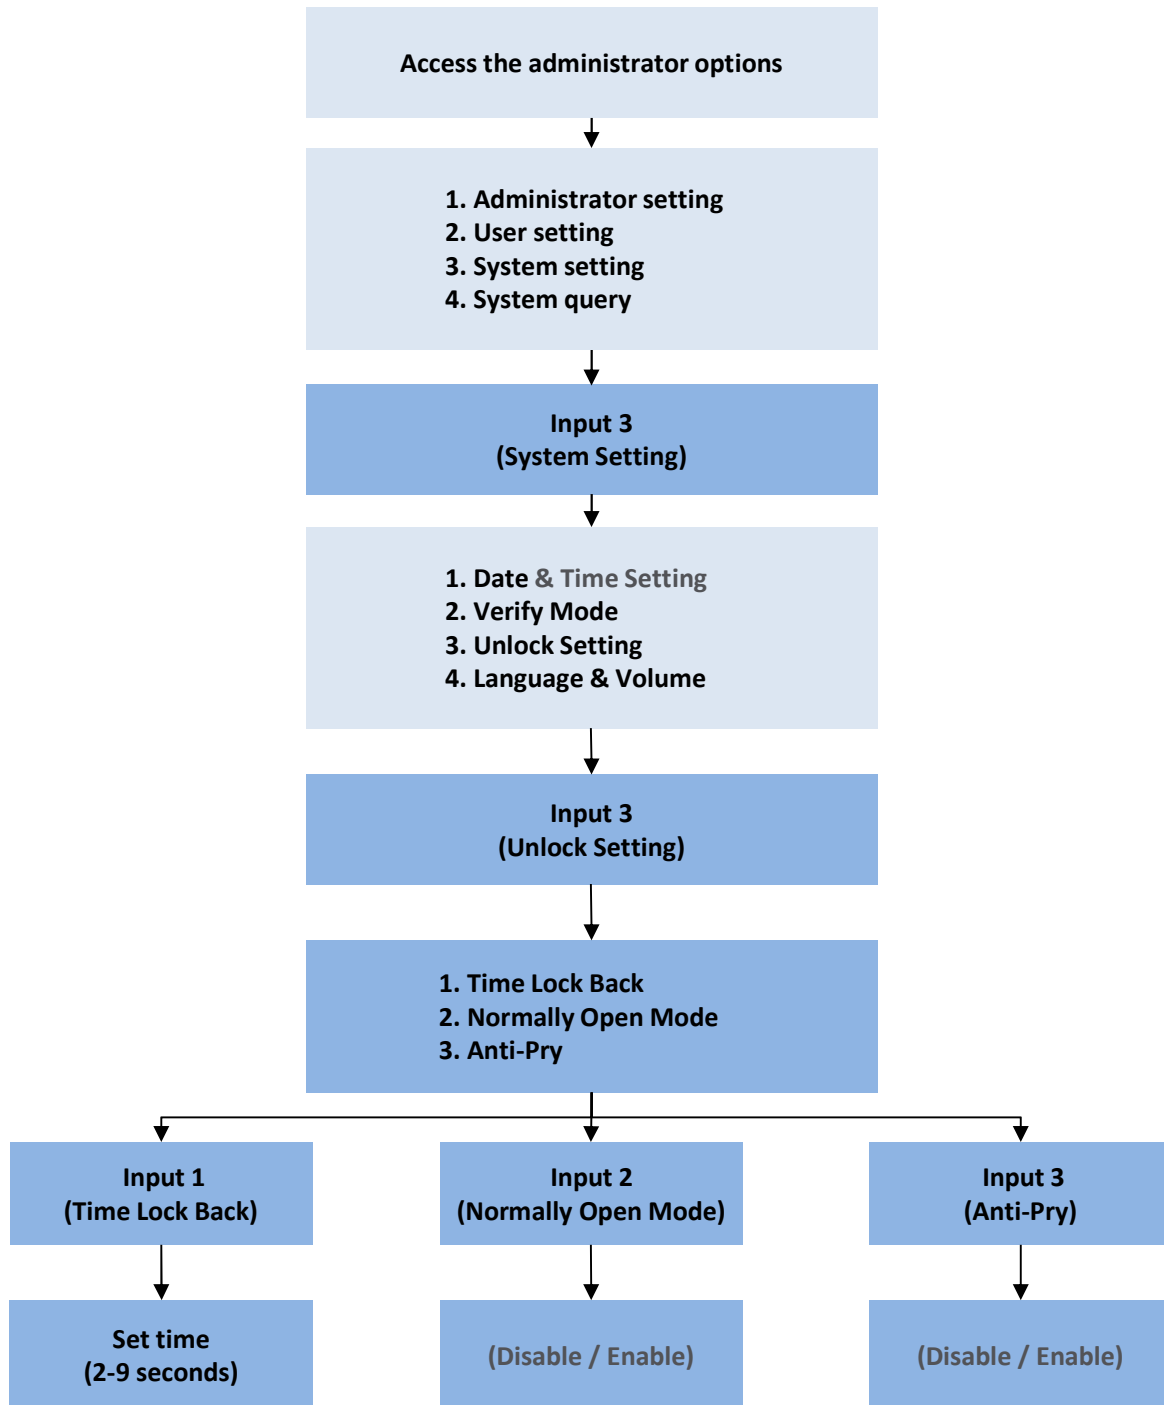 Access the administrator options
1. Administrator setting
2. User setting
3. System setting
4. System query
Input 3
(System Setting)
1. Date & Time Setting
2. Verify Mode
3. Unlock Setting
4. Language & Volume
Input 3
(Unlock Setting)
1. Time Lock Back
2. Normally Open Mode
3. Anti-Pry
Input 1
(Time Lock Back)
Input 2
(Normally Open Mode)
Input 3
(Anti-Pry)
Set time
(2-9 seconds)
(Disable / Enable)
(Disable / Enable)